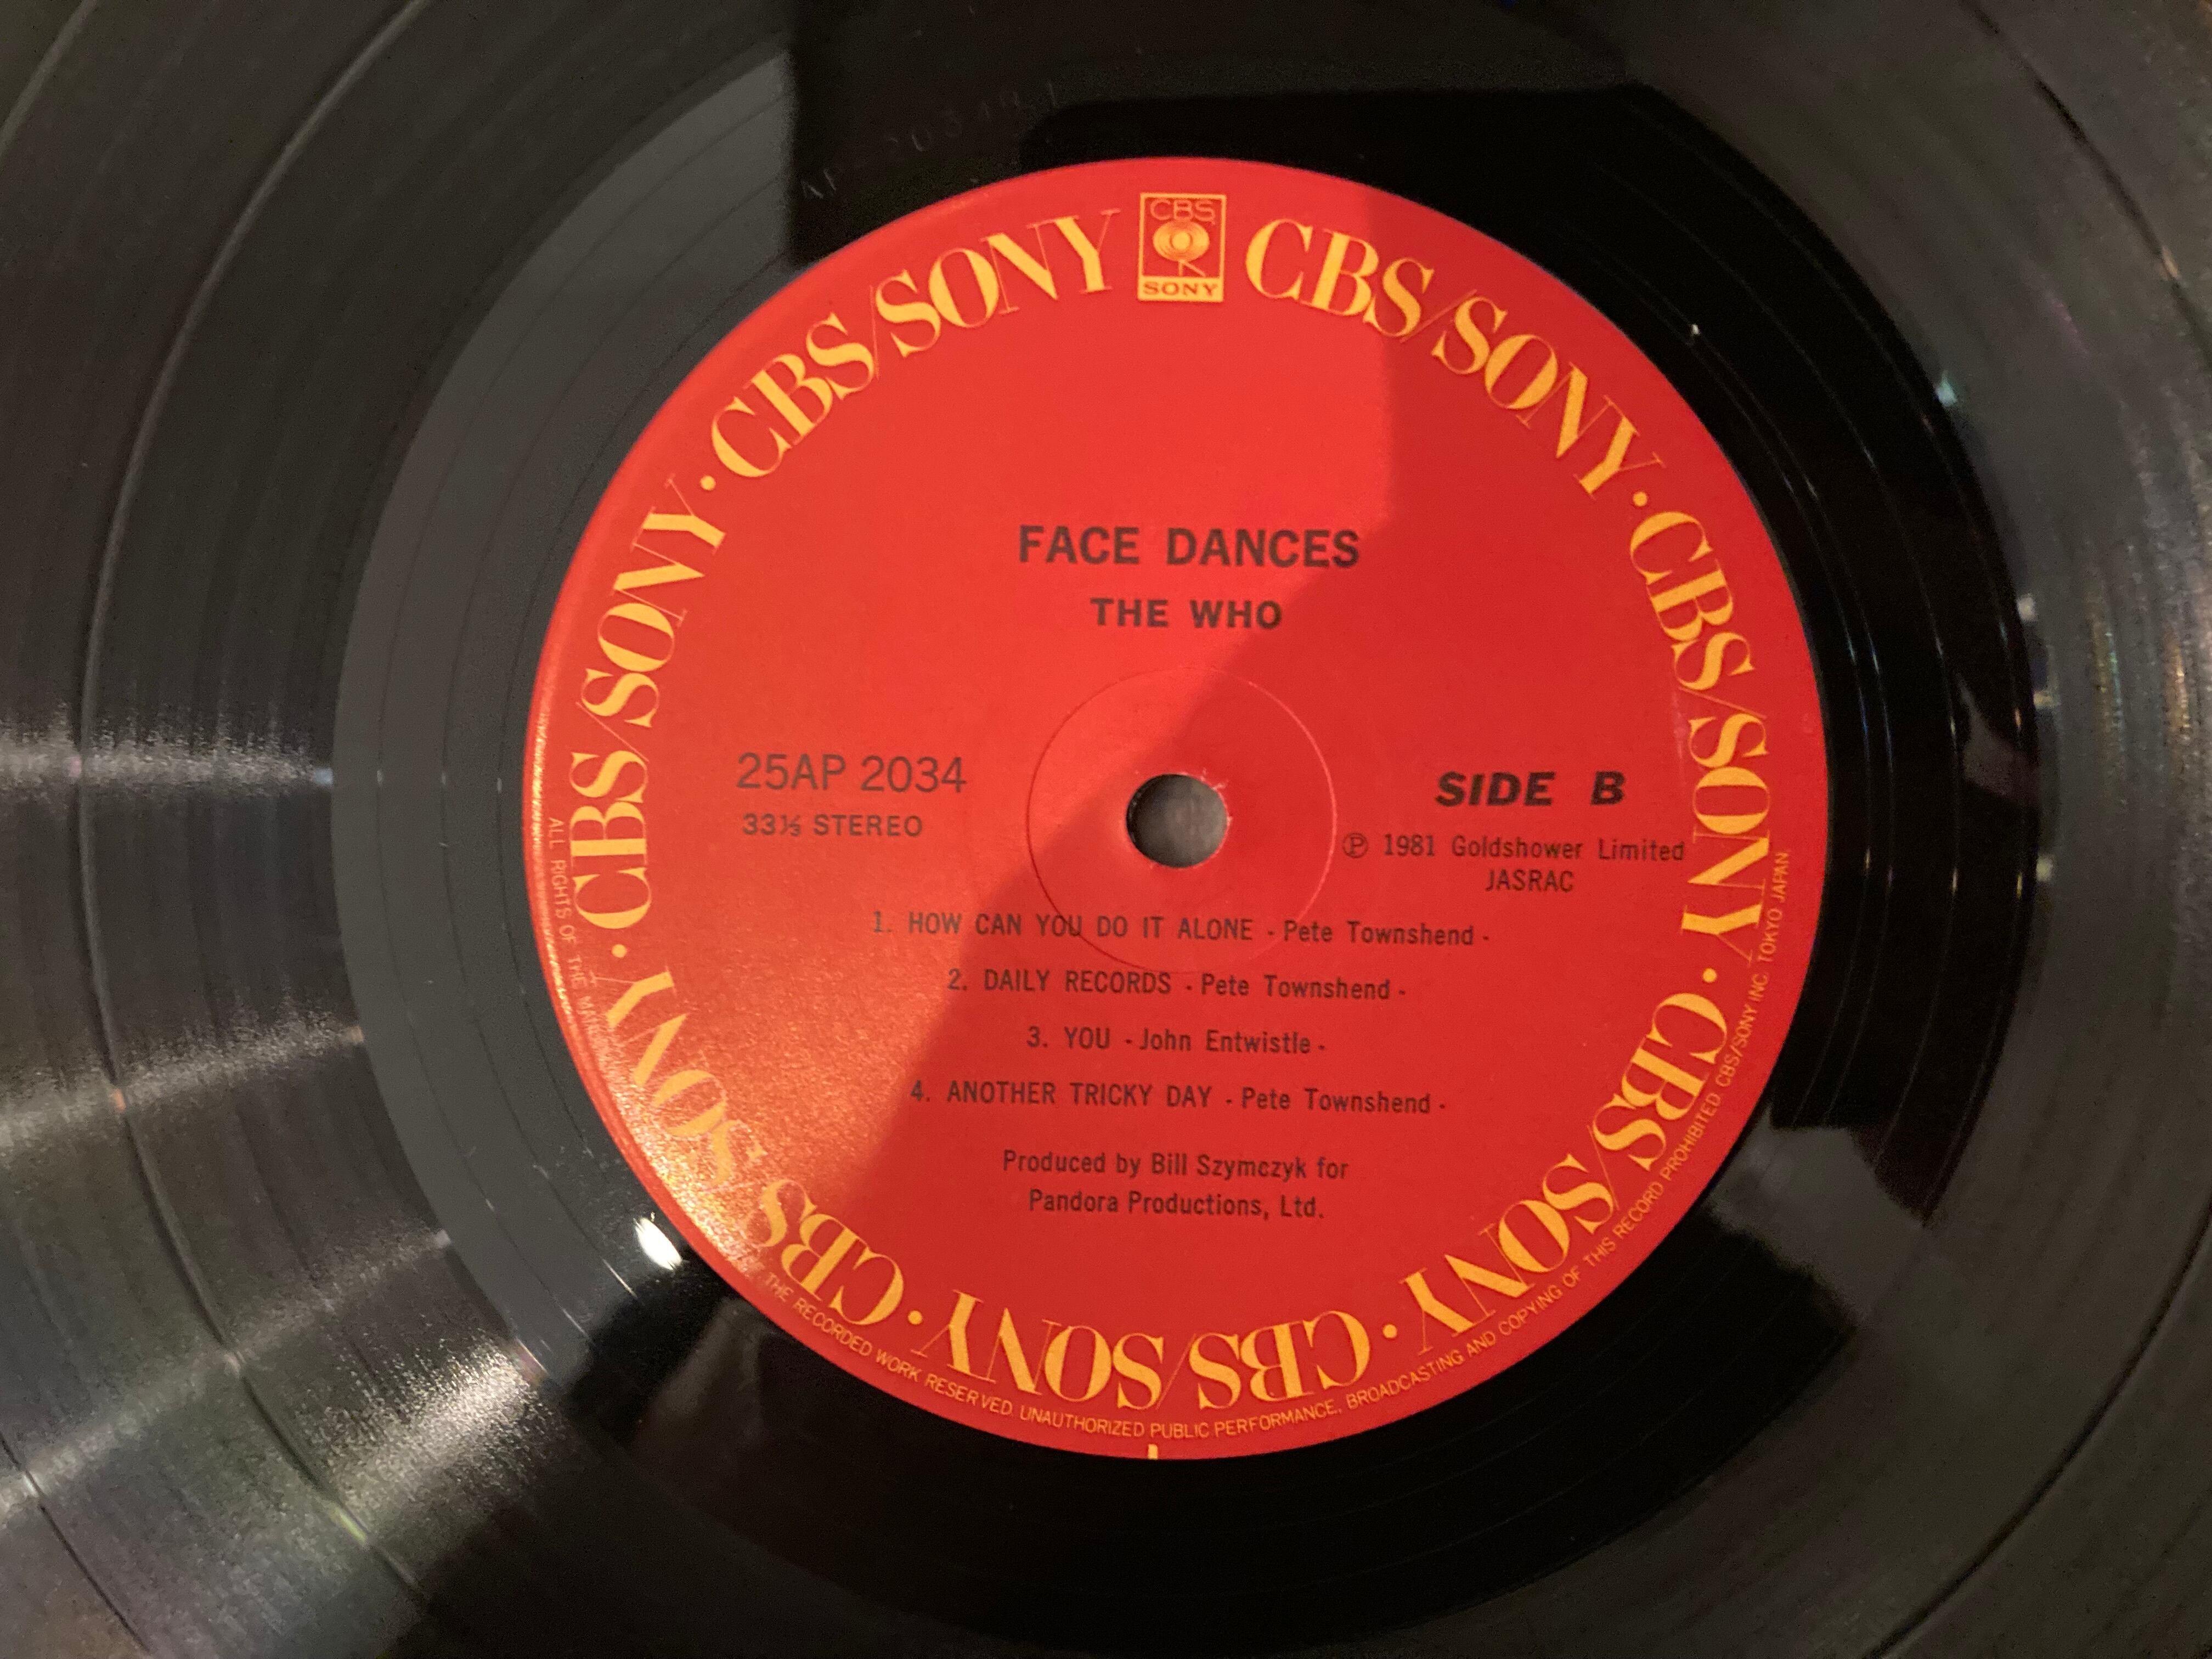 CBS
SONY
CBS/SONY · CBS/SONY · CBS/SONY · CBS/SONY · CBS/SONY · CBS/SONY · CBS/SONY · CBS/SONY
FACE DANCES
THE WHO
25AP 2034
33⅓ STEREO
SIDE B
Ⓟ 1981 Goldshower Limited
JASRAC
1. HOW CAN YOU DO IT ALONE - Pete Townshend -
2. DAILY RECORDS - Pete Townshend -
3. YOU - John Entwistle -
4. ANOTHER TRICKY DAY - Pete Townshend -
Produced by Bill Szymczyk for
Pandora Productions, Ltd.
ALL RIGHTS OF THE THE RECORDED WORK RESERVED. UNAUTHORIZED PUBLIC PERFORMANCE, BROADCASTING AND COPYING OF THIS RECORD PROHIBITED CBS/SONY INC. TOKYO JAPAN.